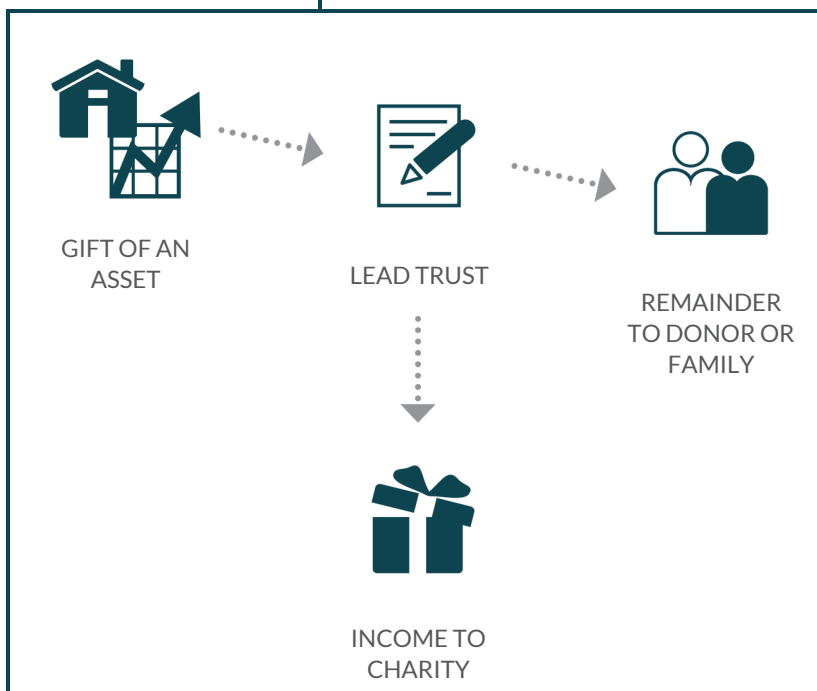 GIFT OF AN
ASSET
LEAD TRUST
REMAINDER
TO DONOR OR
FAMILY
INCOME TO
CHARITY